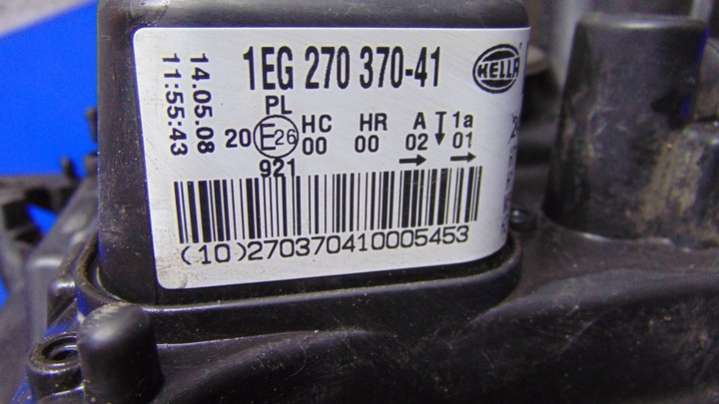 1EG 270 370-41
HELLA
14.05.08
11:55:43
PL
20 E26 HC HR A 1a
00 00 02 01
921
(10)270370410005453